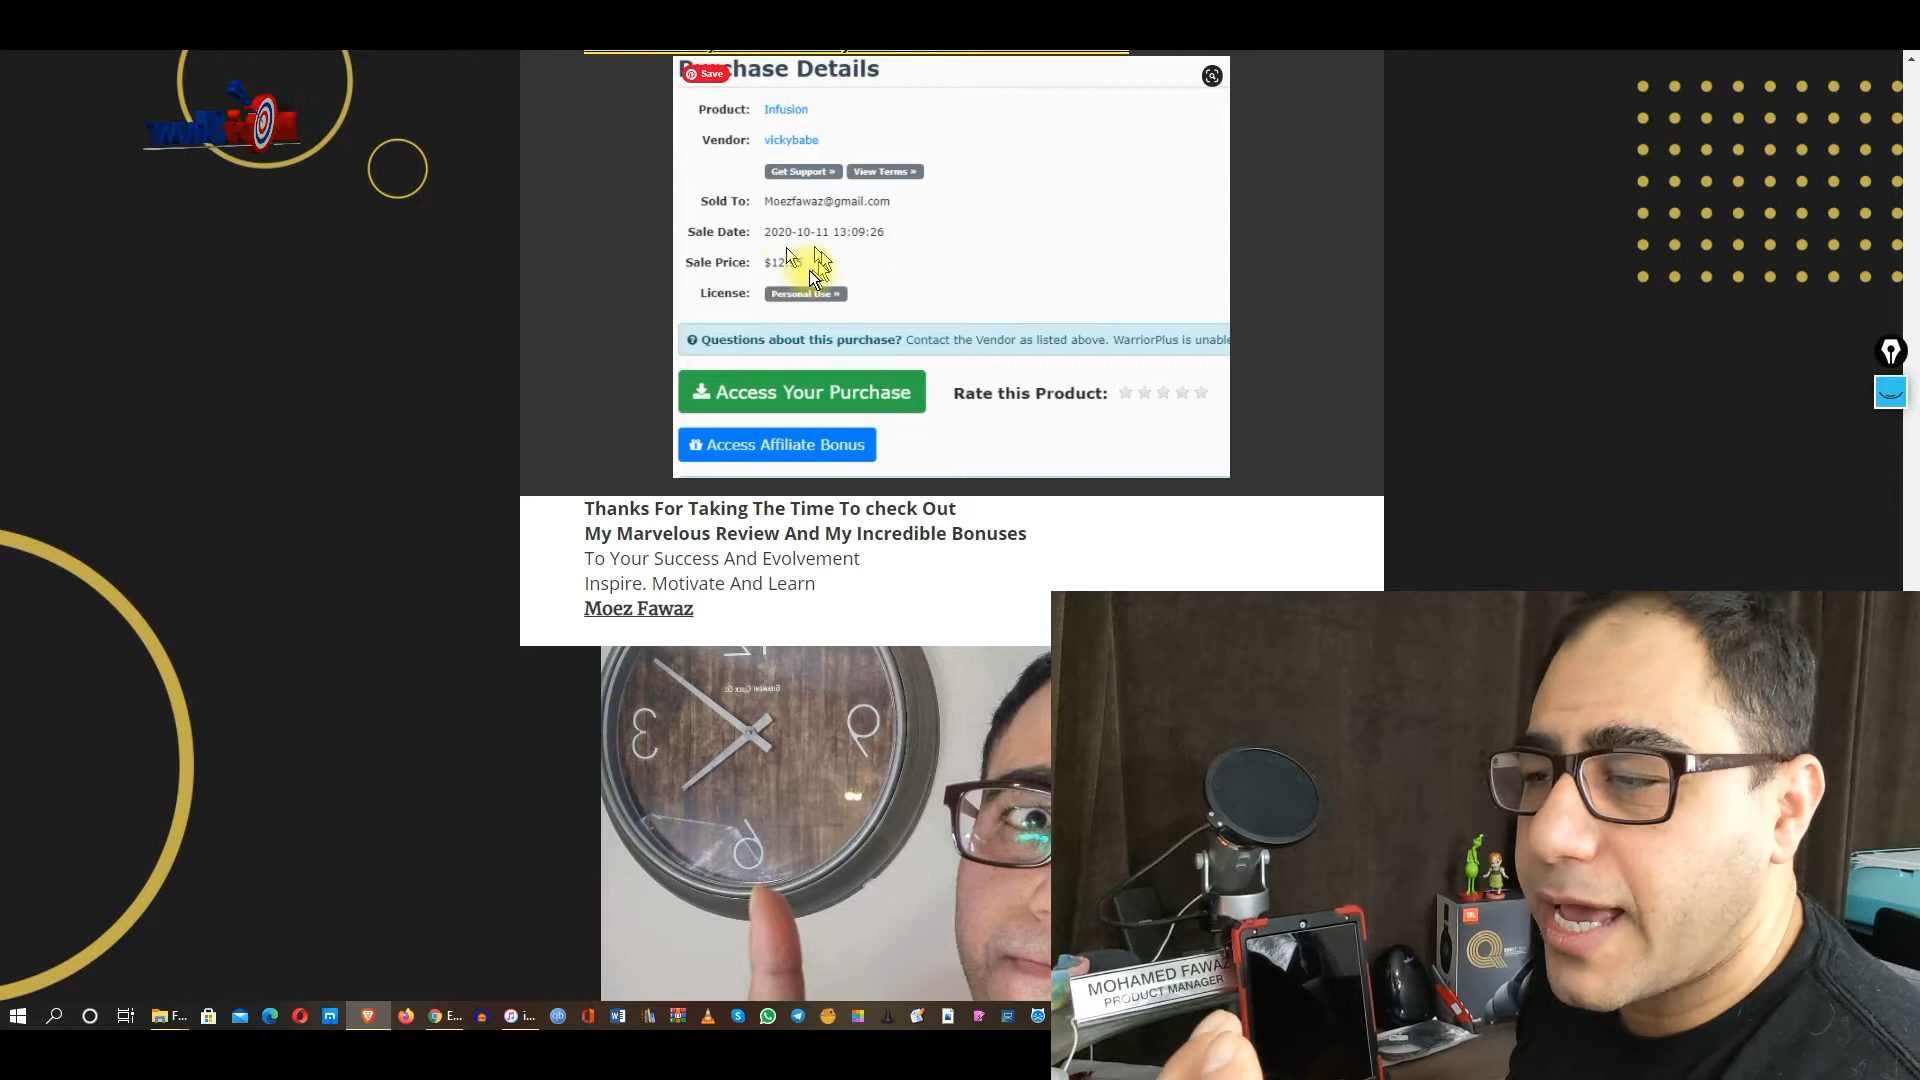 Purchase Details
Save
Product: Infusion
Vendor: vickybabe
Get Support » View Terms »
Sold To: Moezfawaz@gmail.com
Sale Date: 2020-10-11 13:09:26
Sale Price:
License: Personal Use »
Questions about this purchase? Contact the Vendor as listed above. WarriorPlus is unable
Access Your Purchase
Rate this Product:
Access Affiliate Bonus
Thanks For Taking The Time To check Out
My Marvelous Review And My Incredible Bonuses
To Your Success And Evolvement
Inspire. Motivate And Learn
Moez Fawaz
3
9
6
MOHAMED FAWAZ
PRODUCT MANAGER
JBL
F...
E...
i...